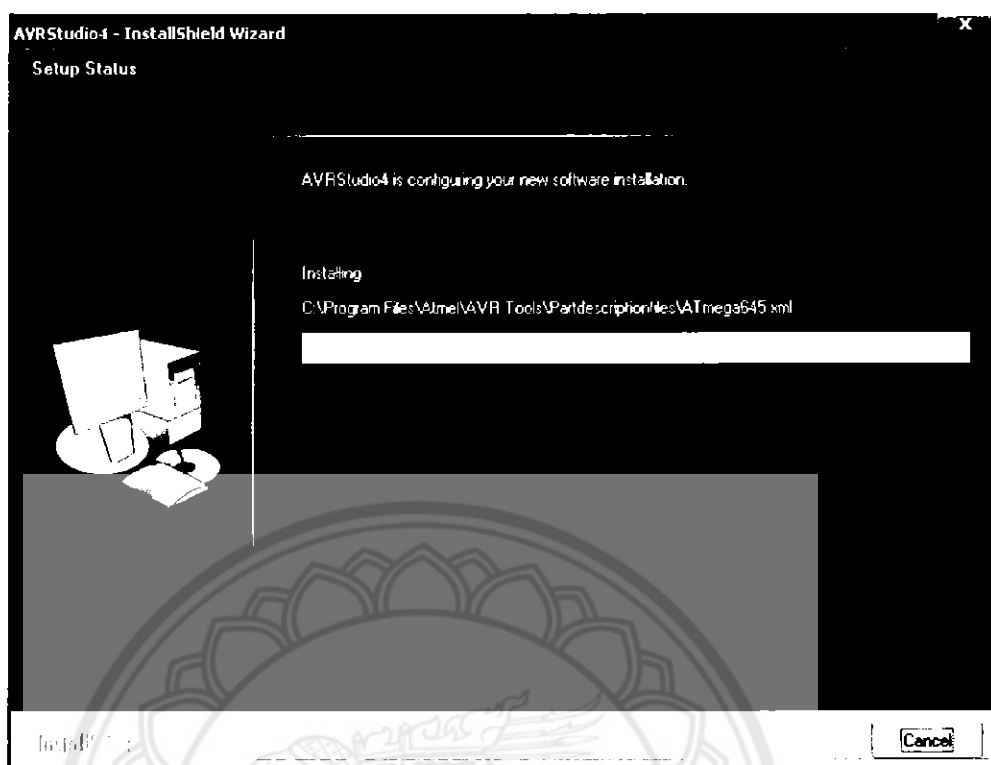 AVRStudio4 - InstallShield Wizard
X
Setup Status
AVRStudio4 is configuring your new software installation.
Installing
C:\Program Files\Atmel\AVR Tools\Partdescriptionfiles\ATmega645.xml
Cancel